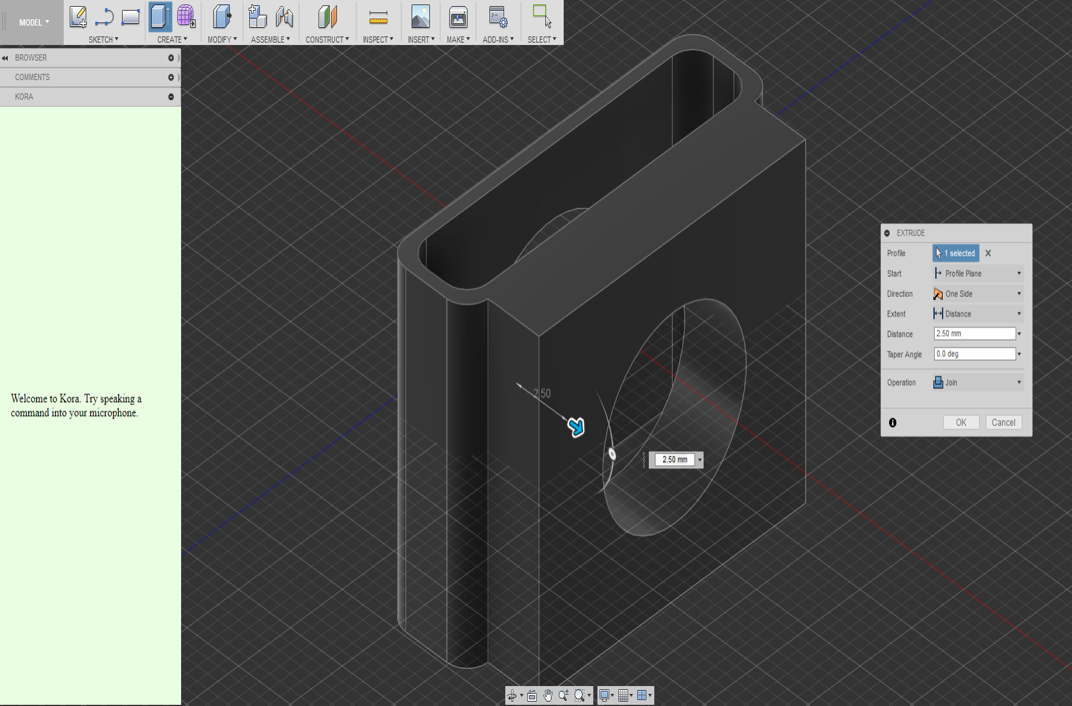 MODEL
SKETCH
CREATE
MODIFY
ASSEMBLE
CONSTRUCT
INSPECT
INSERT
MAKE
ADD-INS
SELECT
BROWSER
COMMENTS
KORA
Welcome to Kora. Try speaking a
command into your microphone.
2.50
2.50 mm
EXTRUDE
Profile 1 selected
Start Profile Plane
Direction One Side
Extent Distance
Distance 2.50 mm
Taper Angle 0.0 deg
Operation Join
OK Cancel